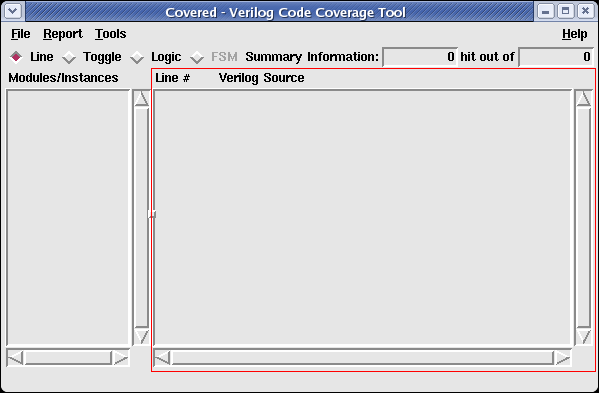 Covered - Verilog Code Coverage Tool
File Report Tools Help
Line Toggle Logic FSM Summary Information: 0 hit out of 0
Modules/Instances Line # Verilog Source